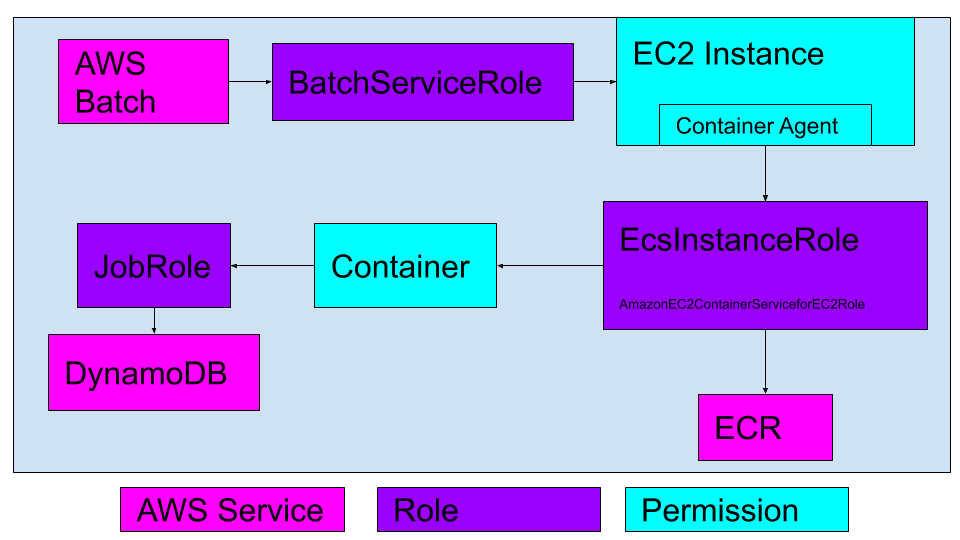 AWS
Batch
BatchServiceRole
EC2 Instance
Container Agent
JobRole
Container
EcsInstanceRole
AmazonEC2ContainerServiceforEC2Role
DynamoDB
ECR
AWS Service
Role
Permission